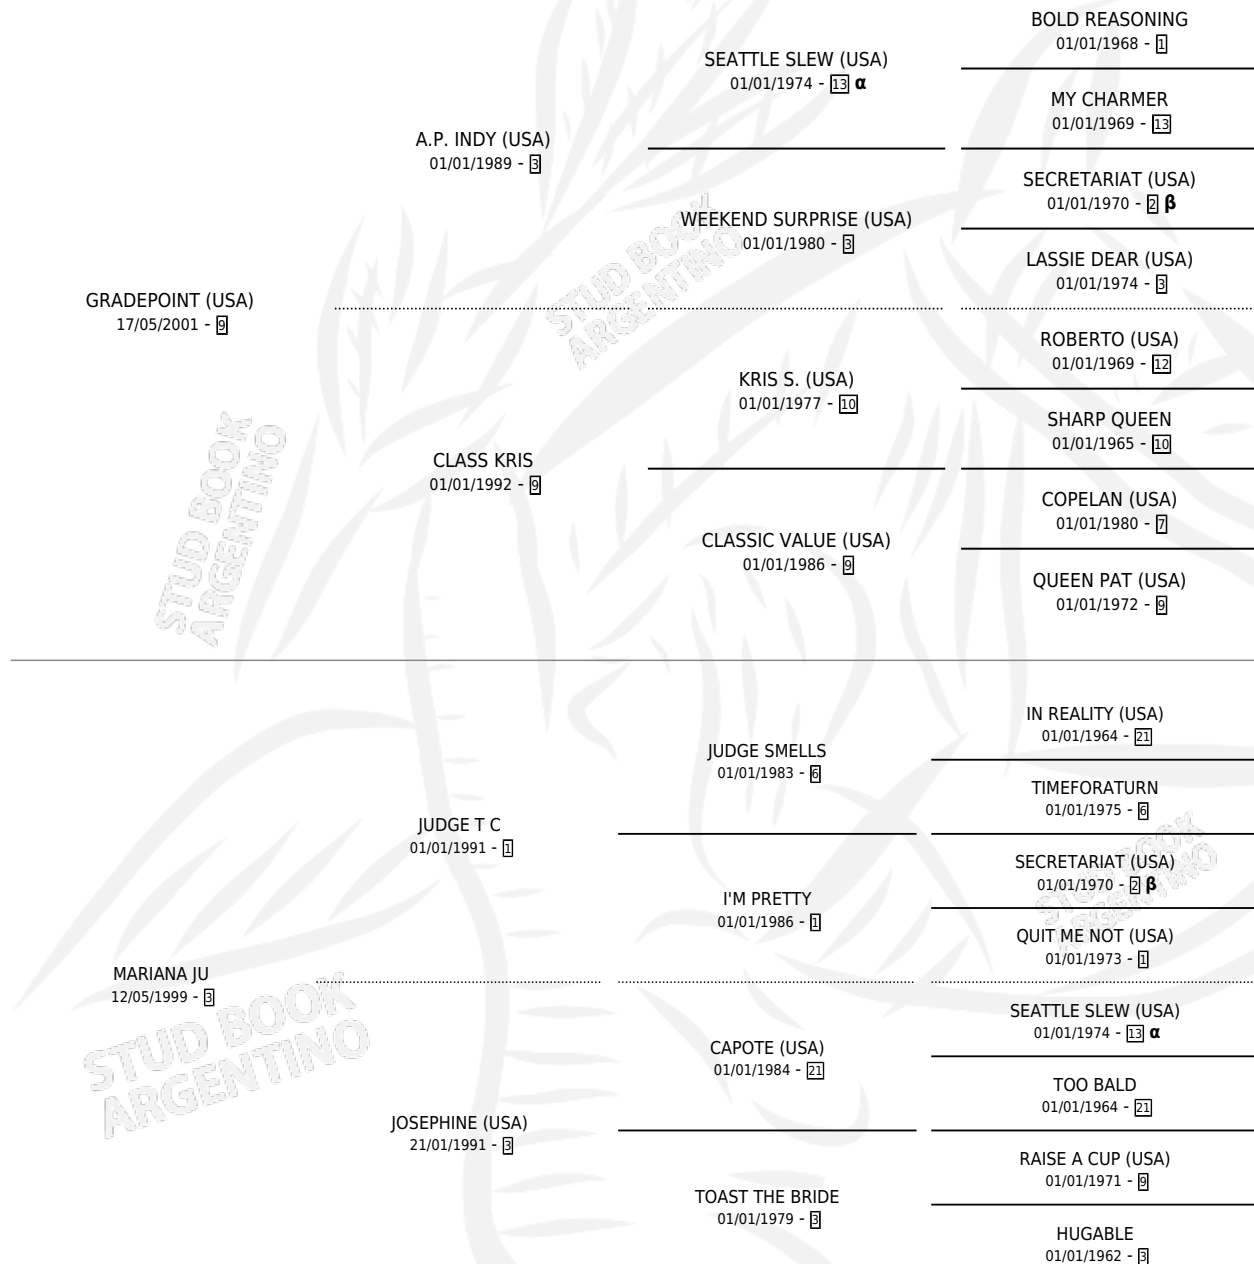 BOLD REASONING
01/01/1968 - 1
SEATTLE SLEW (USA)
01/01/1974 - 13 α
MY CHARMER
01/01/1969 - 13
A.P. INDY (USA)
01/01/1989 - 3
SECRETARIAT (USA)
01/01/1970 - 2 β
WEEKEND SURPRISE (USA)
01/01/1980 - 3
LASSIE DEAR (USA)
01/01/1974 - 3
GRADEPOINT (USA)
17/05/2001 - 9
ROBERTO (USA)
01/01/1969 - 12
KRIS S. (USA)
01/01/1977 - 10
SHARP QUEEN
01/01/1965 - 10
CLASS KRIS
01/01/1992 - 9
COPELAN (USA)
01/01/1980 - 7
CLASSIC VALUE (USA)
01/01/1986 - 9
QUEEN PAT (USA)
01/01/1972 - 9
IN REALITY (USA)
01/01/1964 - 21
JUDGE SMELLS
01/01/1983 - 6
TIMEFORATURN
01/01/1975 - 6
JUDGE T C
01/01/1991 - 1
SECRETARIAT (USA)
01/01/1970 - 2 β
I'M PRETTY
01/01/1986 - 1
QUIT ME NOT (USA)
01/01/1973 - 1
MARIANA JU
12/05/1999 - 3
SEATTLE SLEW (USA)
01/01/1974 - 13 α
CAPOTE (USA)
01/01/1984 - 21
TOO BALD
01/01/1964 - 21
JOSEPHINE (USA)
21/01/1991 - 3
RAISE A CUP (USA)
01/01/1971 - 9
TOAST THE BRIDE
01/01/1979 - 3
HUGABLE
01/01/1962 - 3
STUD BOOK
ARGENTINO
STUD BOOK
ARGENTINO
STUD BOOK
ARGENTINO
STUD BOOK
ARGENTINO